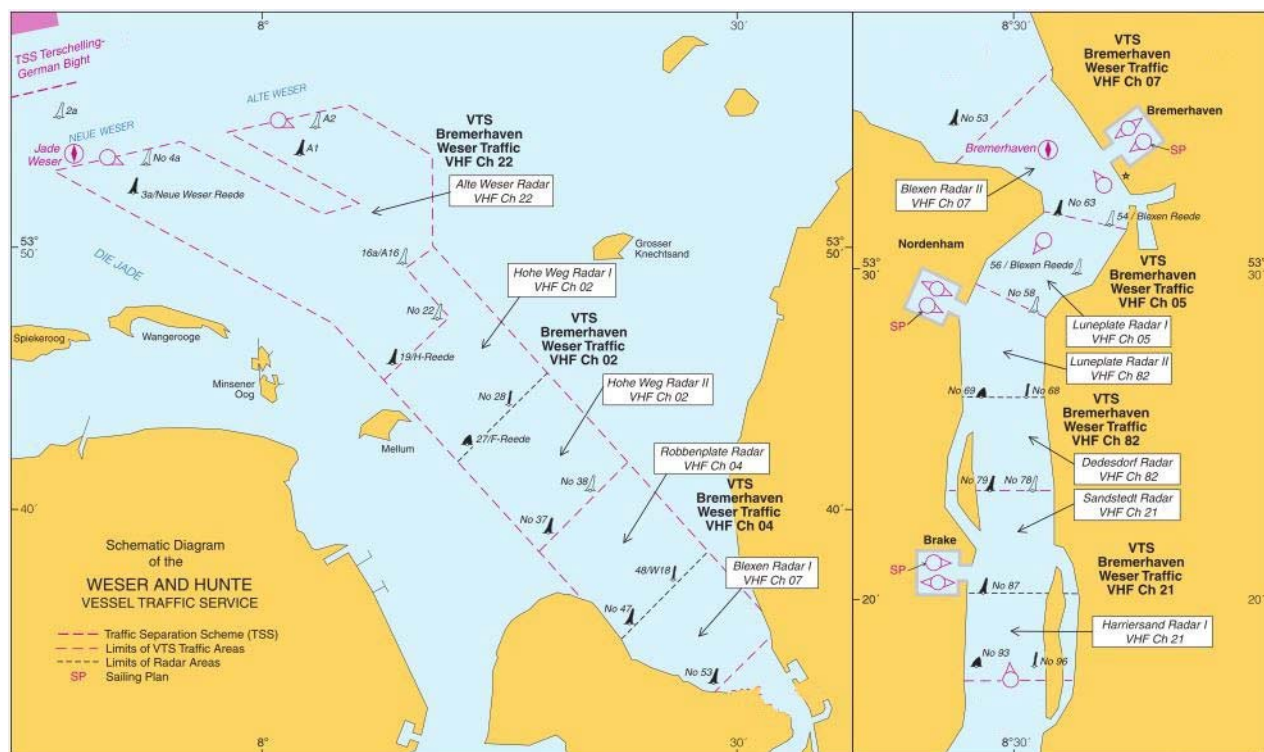 8°
30´
TSS Terschelling-
German Bight
2a
NEUE WESER
ALTE WESER
A2
A1
Jade
Weser
No 4a
3a/Neue Weser Reede
VTS
Bremerhaven
Weser Traffic
VHF Ch 22
Alte Weser Radar
VHF Ch 22
53°
50´
DIE JADE
16a/A16
Grosser
Knechtsand
Hohe Weg Radar I
VHF Ch 02
No 22
Spiekeroog
Wangerooge
19/H-Reede
VTS
Bremerhaven
Weser Traffic
VHF Ch 02
Minsener
Oog
Hohe Weg Radar II
VHF Ch 02
No 28
27/F-Reede
Mellum
Robbenplate Radar
VHF Ch 04
No 38
VTS
Bremerhaven
Weser Traffic
VHF Ch 04
40´
No 37
Schematic Diagram
of the
WESER AND HUNTE
VESSEL TRAFFIC SERVICE
48/W18
Blexen Radar I
VHF Ch 07
No 47
Traffic Separation Scheme (TSS)
Limits of VTS Traffic Areas
Limits of Radar Areas
SP Sailing Plan
No 53
8°
30´
8°30´
VTS
Bremerhaven
Weser Traffic
VHF Ch 07
No 53
Bremerhaven
Bremerhaven
SP
Blexen Radar II
VHF Ch 07
No 63
54 / Blexen Reede
53°
50´
Nordenham
53°
30´
56 / Blexen Reede
VTS
Bremerhaven
Weser Traffic
VHF Ch 05
53°
30´
SP
No 58
Luneplate Radar I
VHF Ch 05
Luneplate Radar II
VHF Ch 82
No 69
No 68
VTS
Bremerhaven
Weser Traffic
VHF Ch 82
Dedesdorf Radar
VHF Ch 82
No 79
No 78
Sandstedt Radar
VHF Ch 21
40´
Brake
SP
VTS
Bremerhaven
Weser Traffic
VHF Ch 21
No 87
20´
20´
Harriersand Radar I
VHF Ch 21
No 93
No 96
8°30´